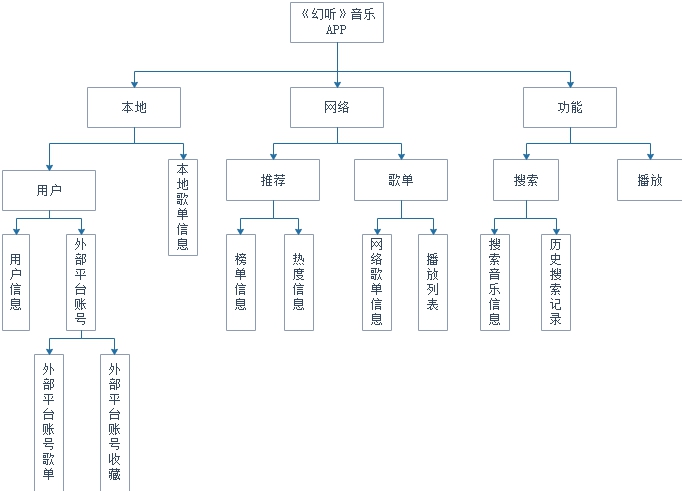 《幻听》音乐
APP
本地
网络
功能
用户
本地歌单信息
推荐
歌单
搜索
播放
用户信息
外部平台账号
榜单信息
热度信息
网络歌单信息
播放列表
搜索音乐信息
历史搜索记录
外部平台账号歌单
外部平台账号收藏